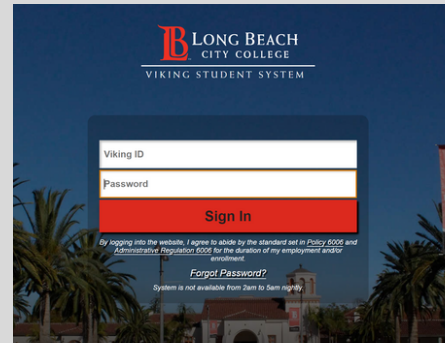 LB LONG BEACH
CITY COLLEGE
VIKING STUDENT SYSTEM
Viking ID
Password
Sign In
By logging into the website, I agree to abide by the standard set in Policy 6006 and
Administrative Regulation 6006 for the duration of my employment and/or
enrollment.
Forgot Password?
System is not available from 2am to 5am nightly.